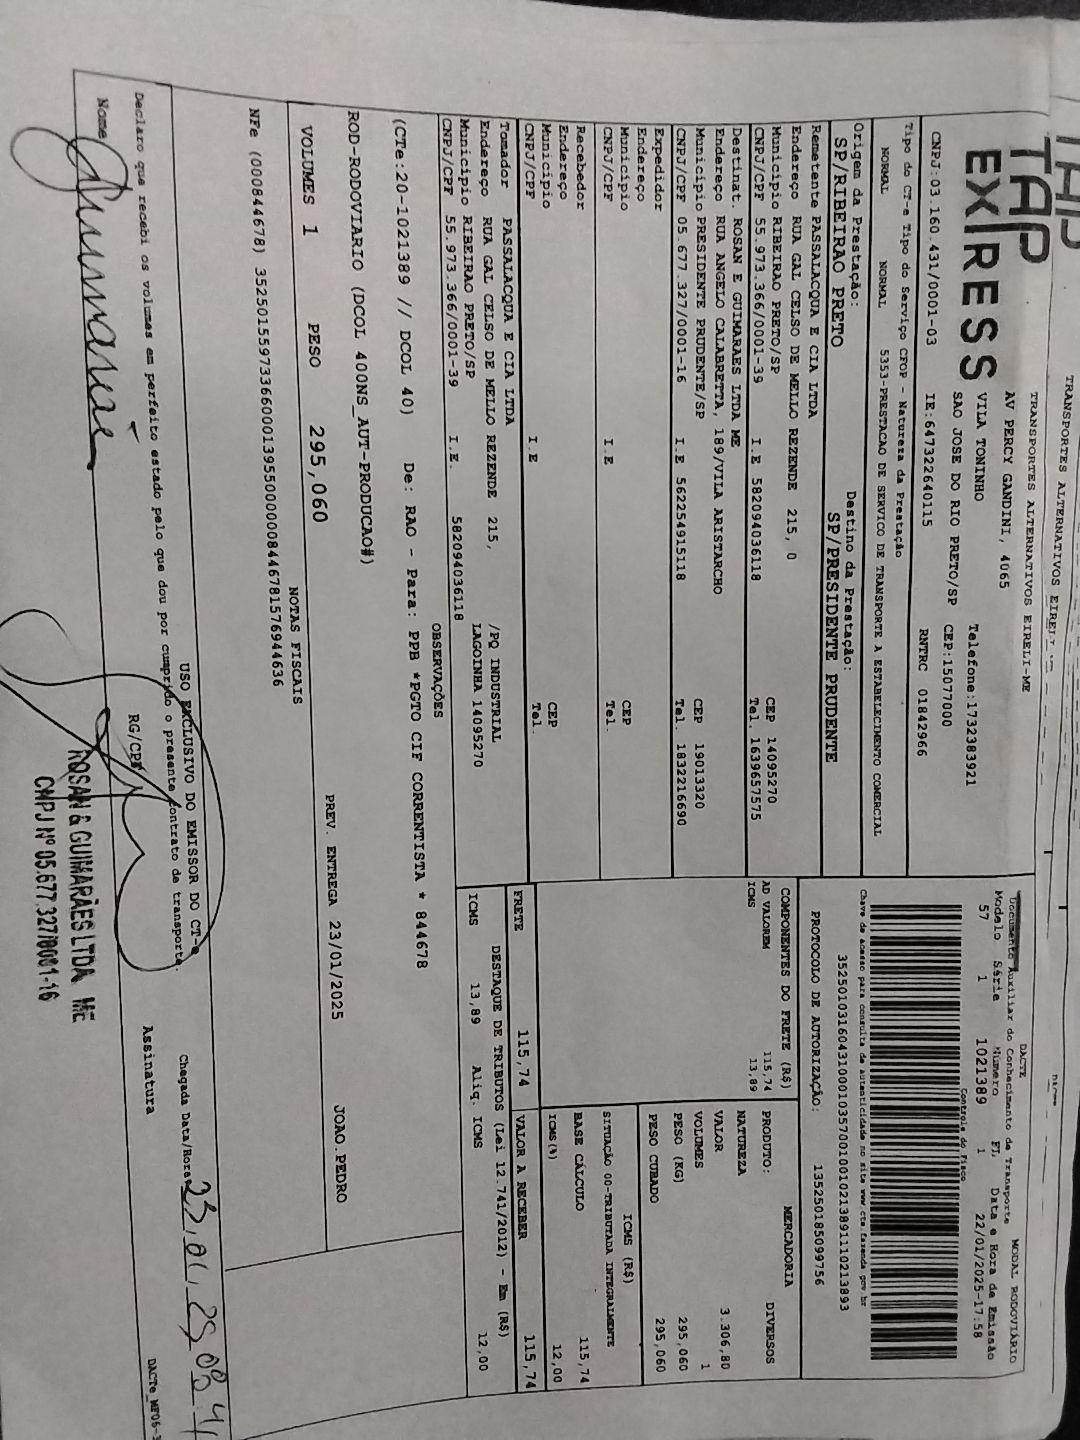 TRANSPORTES ALTERNATIVOS
TAP
EXPRESS
TRANSPORTES ALTERNATIVOS EIRELI-ME
AV PERCY GANDINI, 4065
VILA TONINHO Telefone:1732383921
SAO JOSE DO RIO PRETO/SP CEP:15077000
CNPJ:03.160.431/0001-03 IE:647322640115 RNTRC 01842966
DACTE MODAL RODOVIÁRIO
Documento Auxiliar do Conhecimento de Transporte
Modelo Série Número FL Data e Hora de Emissão
57 1 1021389 1 22/01/2025-17:58
Controle do Fisco
Chave de acesso para consulta de autenticidade no site www.cte.fazenda.gov.br
35250103160431000103570010010213891110213893
PROTOCOLO DE AUTORIZAÇÃO: 135250185099756
Tipo do CT-e Tipo do Serviço CFOP - Natureza da Prestação
NORMAL NORMAL 5353-PRESTACAO DE SERVICO DE TRANSPORTE A ESTABELECIMENTO COMERCIAL
Origem da Prestação: Destino da Prestação:
SP/RIBEIRAO PRETO SP/PRESIDENTE PRUDENTE
Remetente PASSALACQUA E CIA LTDA
Endereço RUA GAL CELSO DE MELLO REZENDE 215, 0
Município RIBEIRAO PRETO/SP CEP 14095270
CNPJ/CPF 55.973.366/0001-39 I.E 582094036118 Tel. 1639657575
Destinat. ROSAN E GUIMARAES LTDA ME
Endereço RUA ANGELO CALABRETTA, 189/VILA ARISTARCHO
Município PRESIDENTE PRUDENTE/SP CEP 19013320
CNPJ/CPF 05.677.327/0001-16 I.E 562254915118 Tel. 1832216690
Expedidor
Endereço
Município CEP
CNPJ/CPF I.E Tel.
Recebedor
Endereço
Município CEP
CNPJ/CPF I.E Tel.
Tomador PASSALACQUA E CIA LTDA
Endereço RUA GAL CELSO DE MELLO REZENDE 215, /PQ INDUSTRIAL
Município RIBEIRAO PRETO/SP LAGOINHA 14095270
CNPJ/CPF 55.973.366/0001-39 I.E. 582094036118
COMPONENTES DO FRETE (R$)
AD VALOREM 115,74
ICMS 13,89
MERCADORIA
PRODUTO: DIVERSOS
NATUREZA
VALOR 3.306,80
VOLUMES 1
PESO (KG) 295,060
PESO CUBADO 295,060
ICMS (R$)
SITUAÇÃO 00-TRIBUTADA INTEGRALMENTE
BASE CÁLCULO 115,74
ICMS(%) 12,00
FRETE 115,74 VALOR A RECEBER 115,74
DESTAQUE DE TRIBUTOS (Lei 12.741/2012) - Em (R$)
ICMS 13,89 Aliq. ICMS 12,00
OBSERVAÇÕES
(CTe:20-1021389 // DCOL 40) De: RAO - Para: PPB *PGTO CIF CORRENTISTA * 844678
ROD-RODOVIARIO (DCOL 400NS_AUT-PRODUCAO#)
VOLUMES 1 PESO 295,060 PREV. ENTREGA 23/01/2025 JOAO.PEDRO
NOTAS FISCAIS
NFe (000844678) 35250155973366000139550000008446781576944636
USO EXCLUSIVO DO EMISSOR DO CT-e
Declaro que recebi os volumes em perfeito estado pelo que dou por cumprido o presente contrato de transporte. Chegada Data/Hora 23,01,25
Nome RG/CPF Assinatura
DACTe_MF06-
ROSAN & GUIMARÃES LTDA ME
CNPJ Nº 05.677.327/0001-16